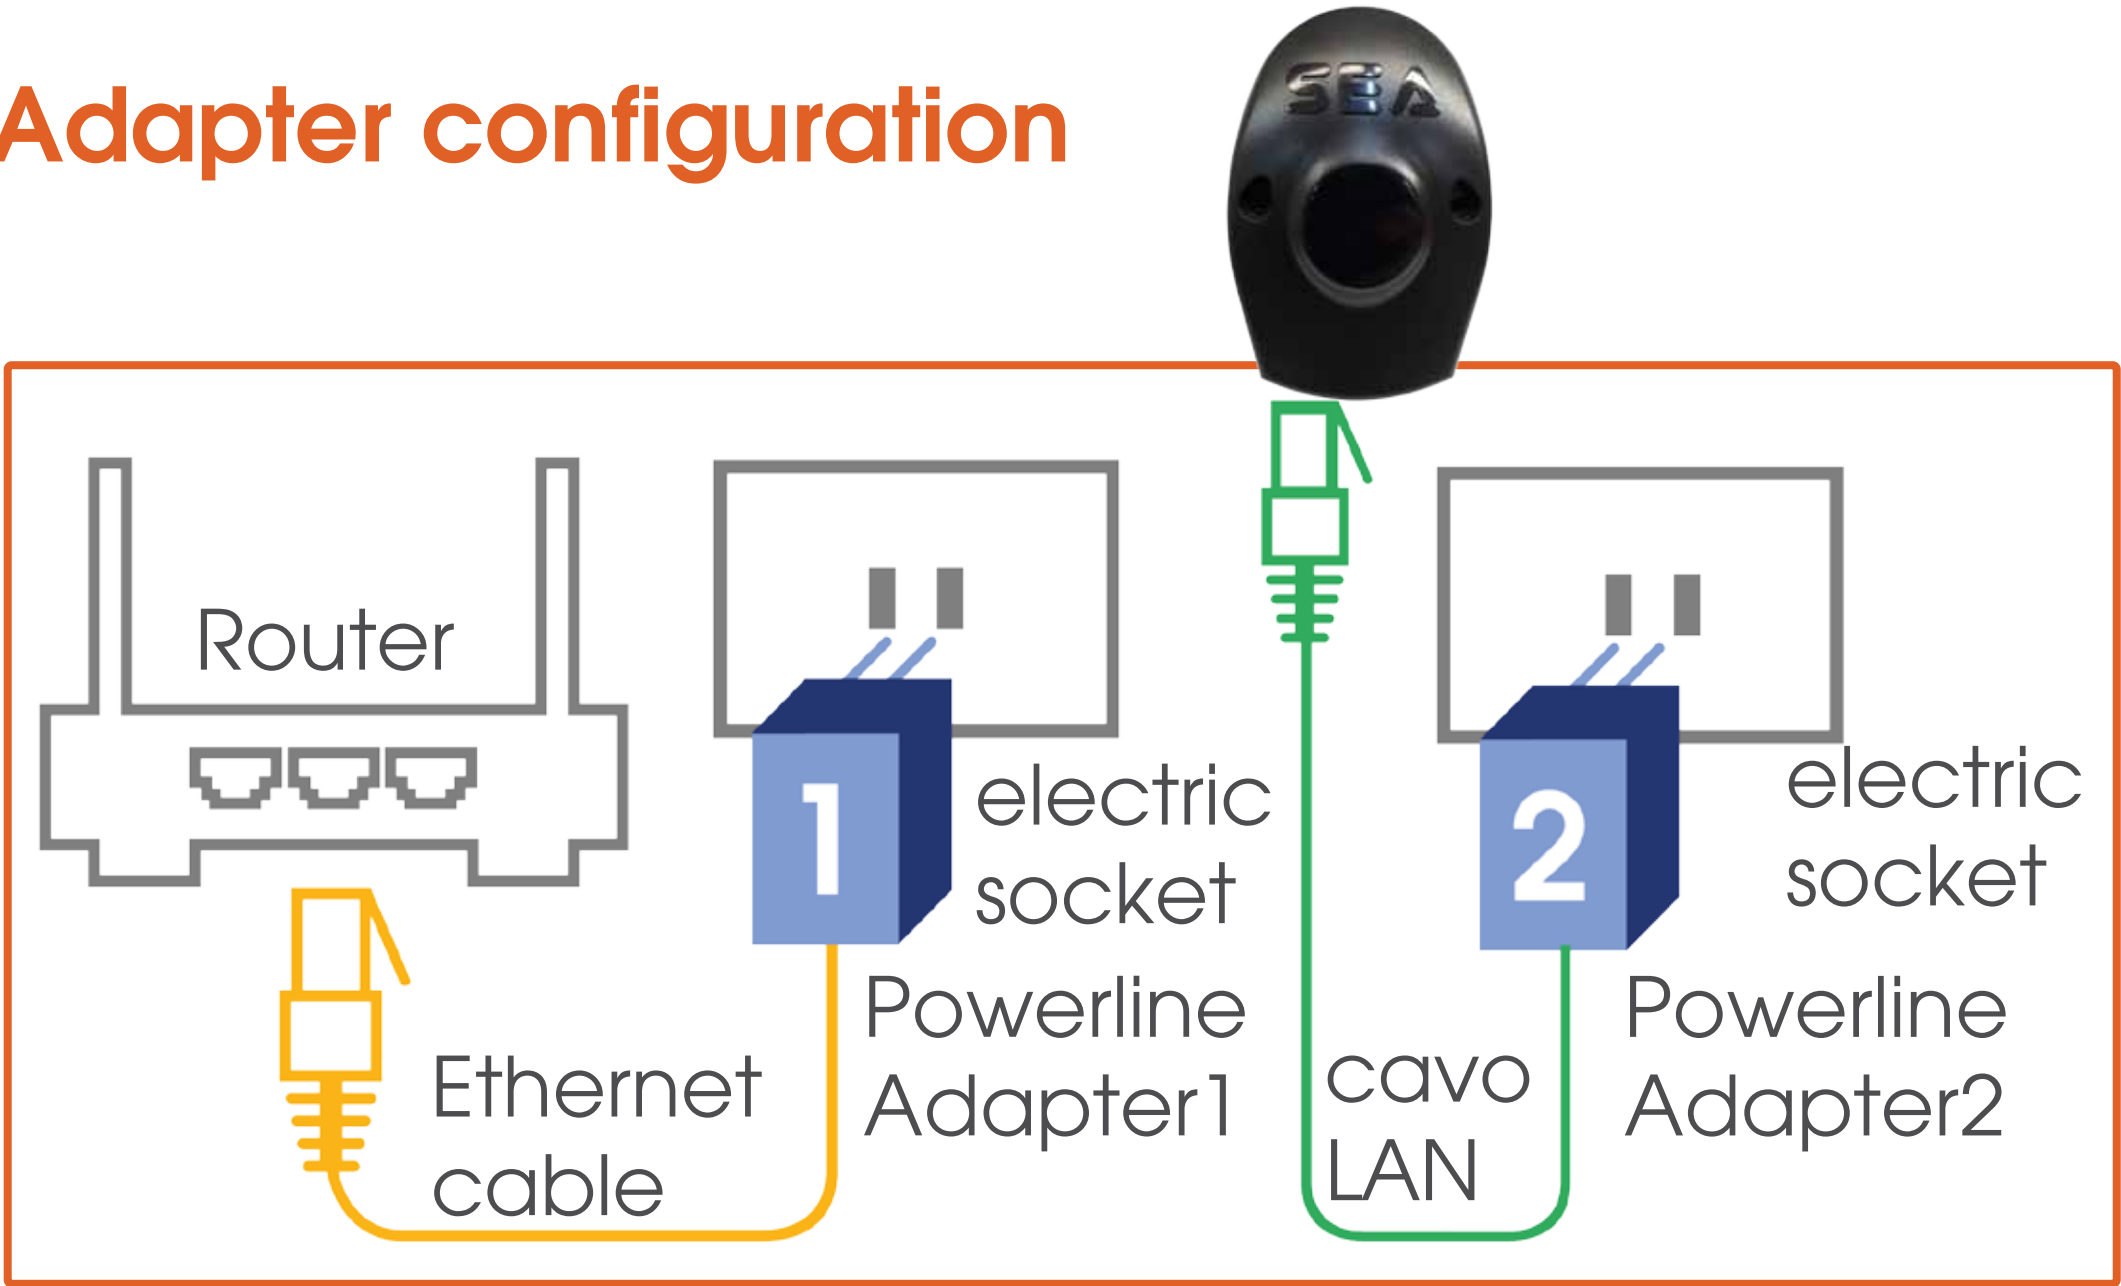 Adapter configuration
SEA
Router
electric
socket
electric
socket
1
2
Powerline
Adapter1
Powerline
Adapter2
Ethernet
cable
cavo
LAN